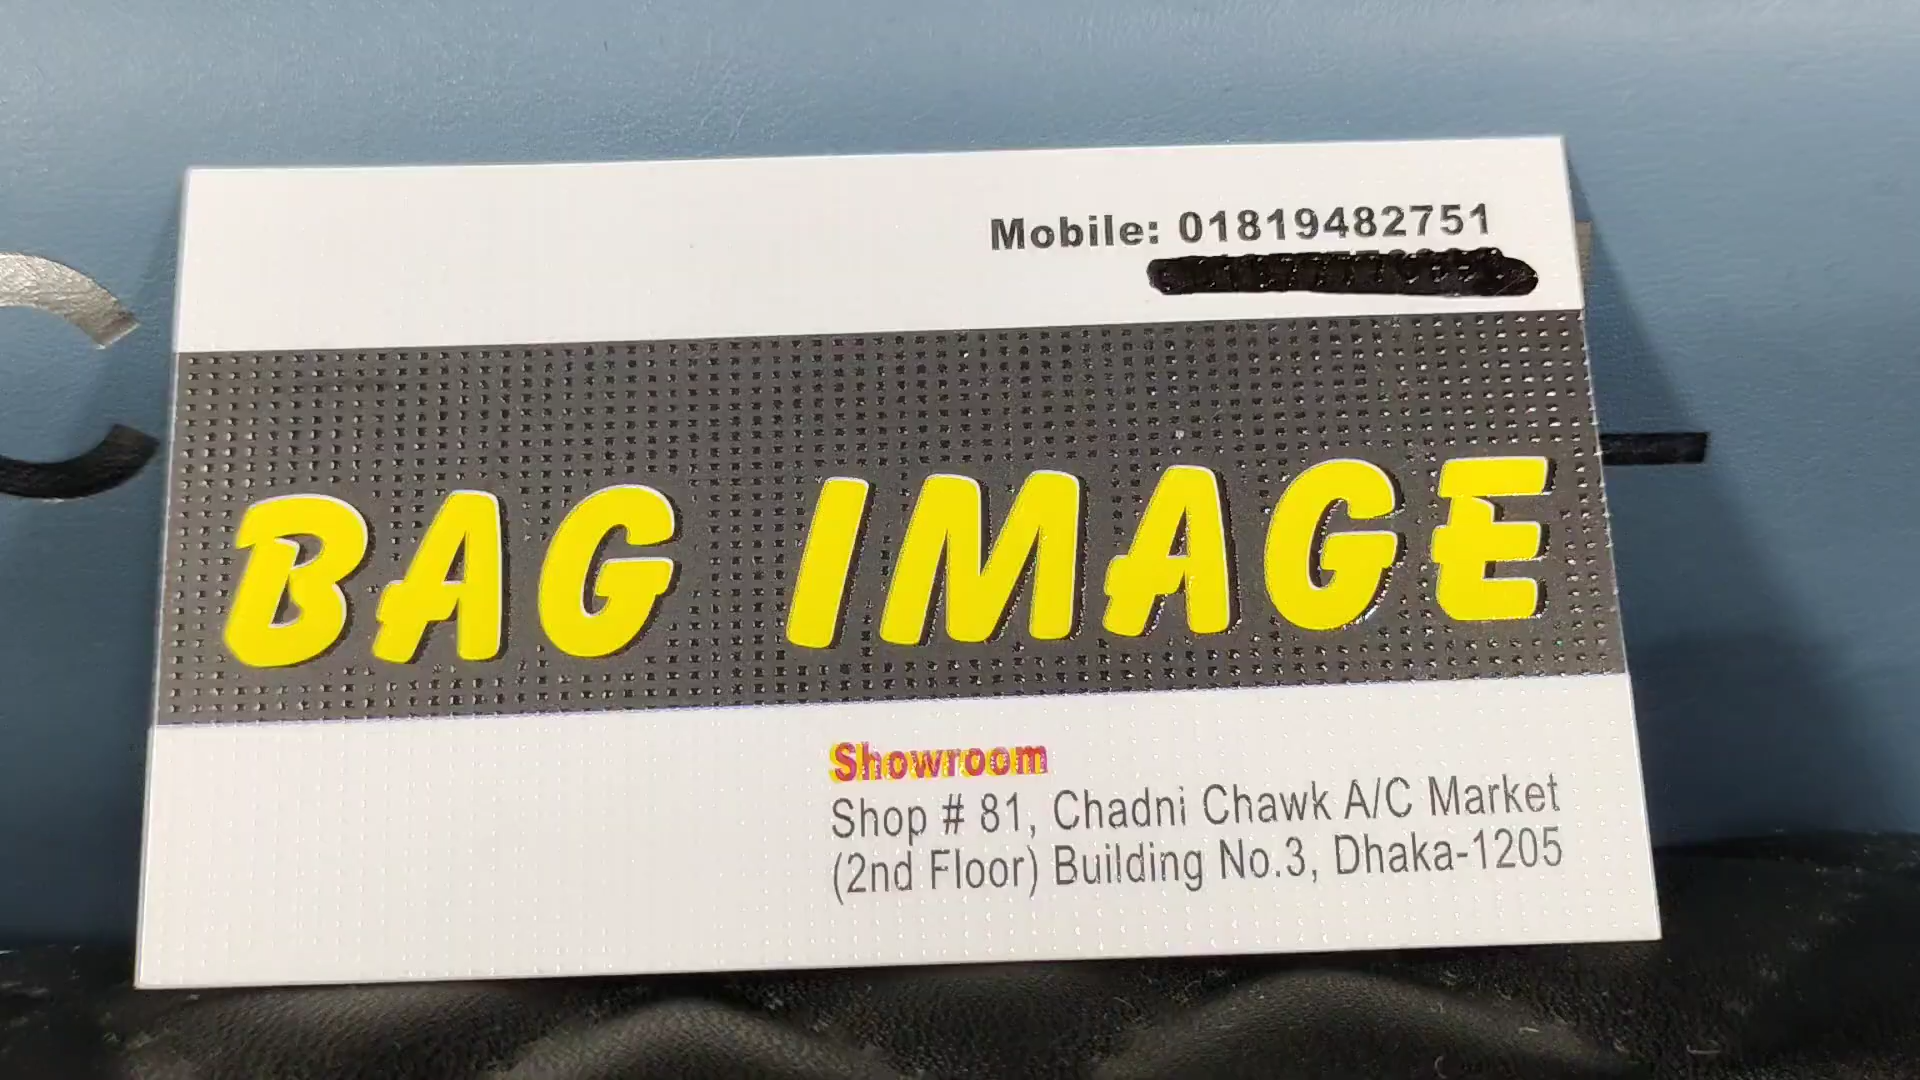 Mobile: 01819482751
BAG IMAGE
Showroom
Shop # 81, Chadni Chawk A/C Market
(2nd Floor) Building No.3, Dhaka-1205